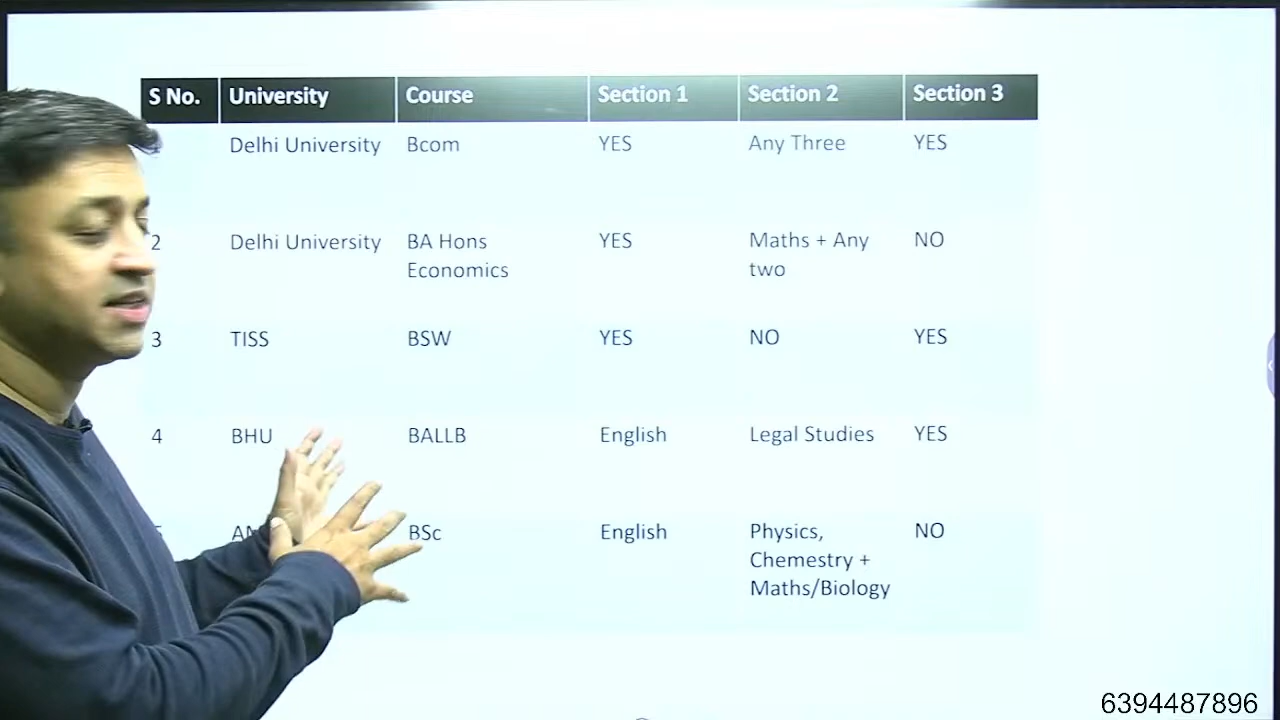 S No. University Course Section 1 Section 2 Section 3
Delhi University Bcom YES Any Three YES
2 Delhi University BA Hons YES Maths + Any NO
Economics two
3 TISS BSW YES NO YES
4 BHU BALLB English Legal Studies YES
BSc English Physics, NO
Chemestry +
Maths/Biology
6394487896